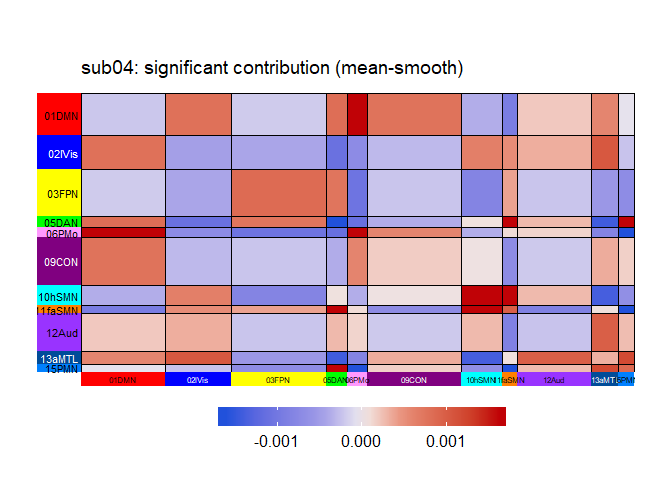 sub04: significant contribution (mean-smooth)
01DMN
02lVis
03FPN
05DAN
06PMo
09CON
10hSMN
11faSMN
12Aud
13aMTL
15PMN
01DMN 02lVis 03FPN 05DAN 06PMo 09CON 10hSMN 11faSMN 12Aud 13aMT 15PMN
-0.001 0.000 0.001